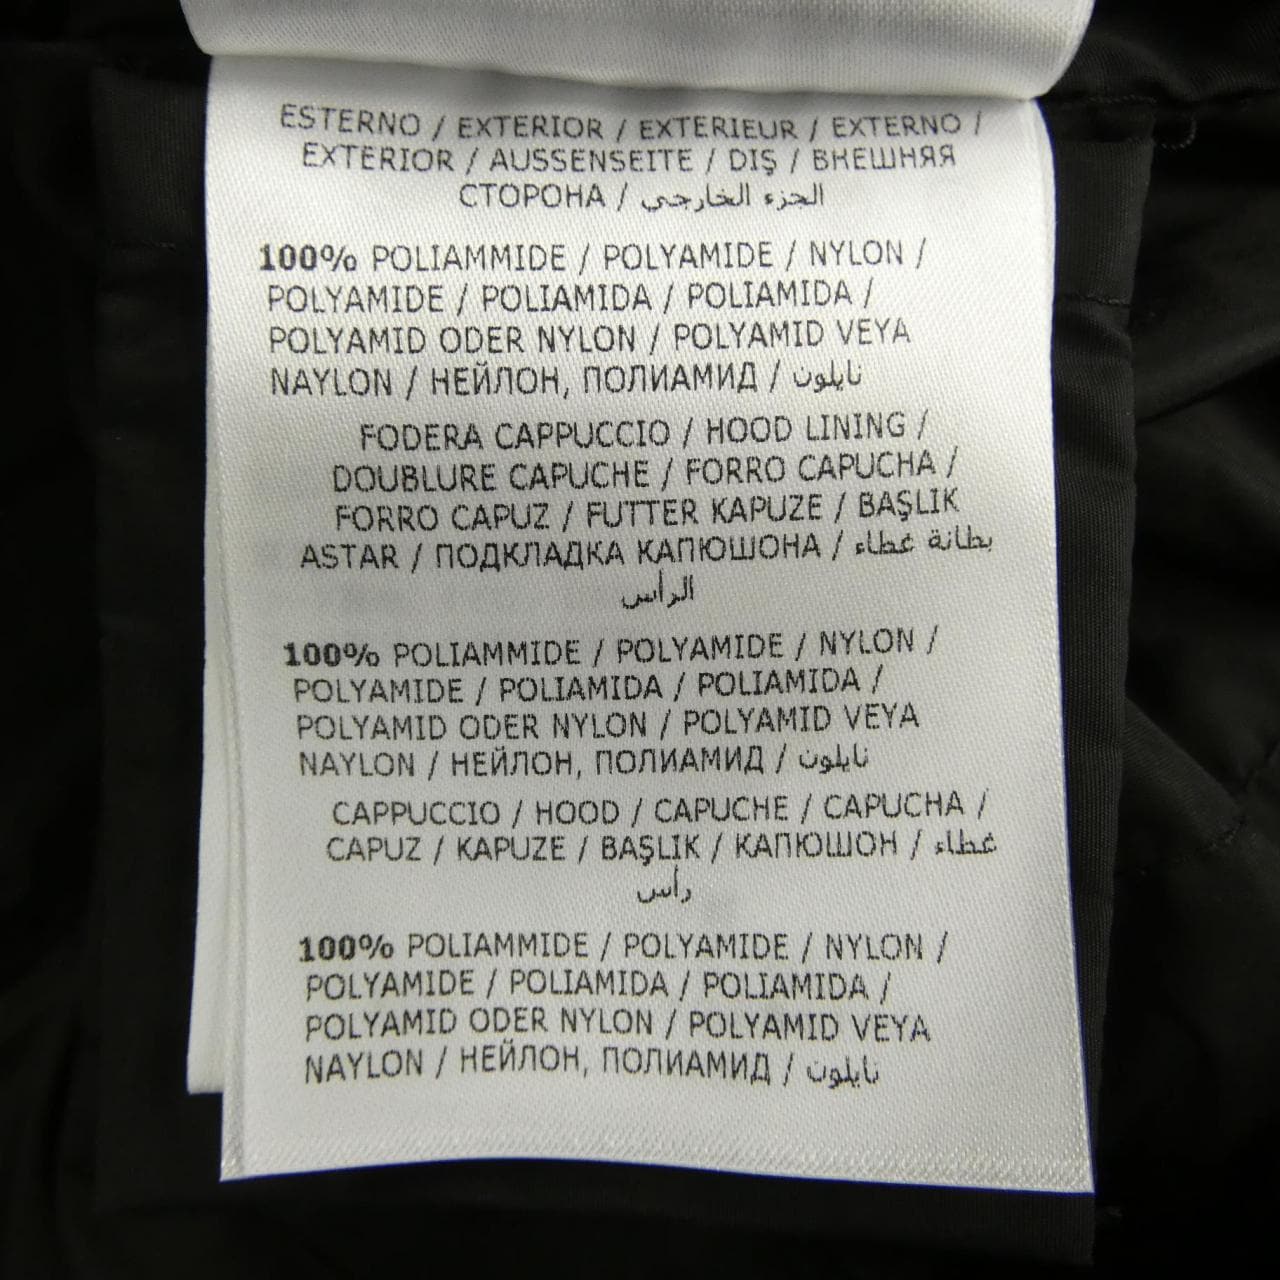 ESTERNO / EXTERIOR / EXTERIEUR / EXTERNO /
EXTERIOR / AUSSENSEITE / DIŞ / ВНЕШНЯЯ
СТОРОНА / الجزء الخارجي
100% POLIAMMIDE / POLYAMIDE / NYLON /
POLYAMIDE / POLIAMIDA / POLIAMIDA /
POLYAMID ODER NYLON / POLYAMID VEYA
NAYLON / НЕЙЛОН, ПОЛИАМИД / نايلون
FODERA CAPPUCCIO / HOOD LINING /
DOUBLURE CAPUCHE / FORRO CAPUCHA /
FORRO CAPUZ / FUTTER KAPUZE / BAŞLIK
ASTAR / ПОДКЛАДКА КАПЮШОНА / بطانة غطاء
الرأس
100% POLIAMMIDE / POLYAMIDE / NYLON /
POLYAMIDE / POLIAMIDA / POLIAMIDA /
POLYAMID ODER NYLON / POLYAMID VEYA
NAYLON / НЕЙЛОН, ПОЛИАМИД / نايلون
CAPPUCCIO / HOOD / CAPUCHE / CAPUCHA /
CAPUZ / KAPUZE / BAŞLIK / КАПЮШОН / غطاء
رأس
100% POLIAMMIDE / POLYAMIDE / NYLON /
POLYAMIDE / POLIAMIDA / POLIAMIDA /
POLYAMID ODER NYLON / POLYAMID VEYA
NAYLON / НЕЙЛОН, ПОЛИАМИД / نايلون